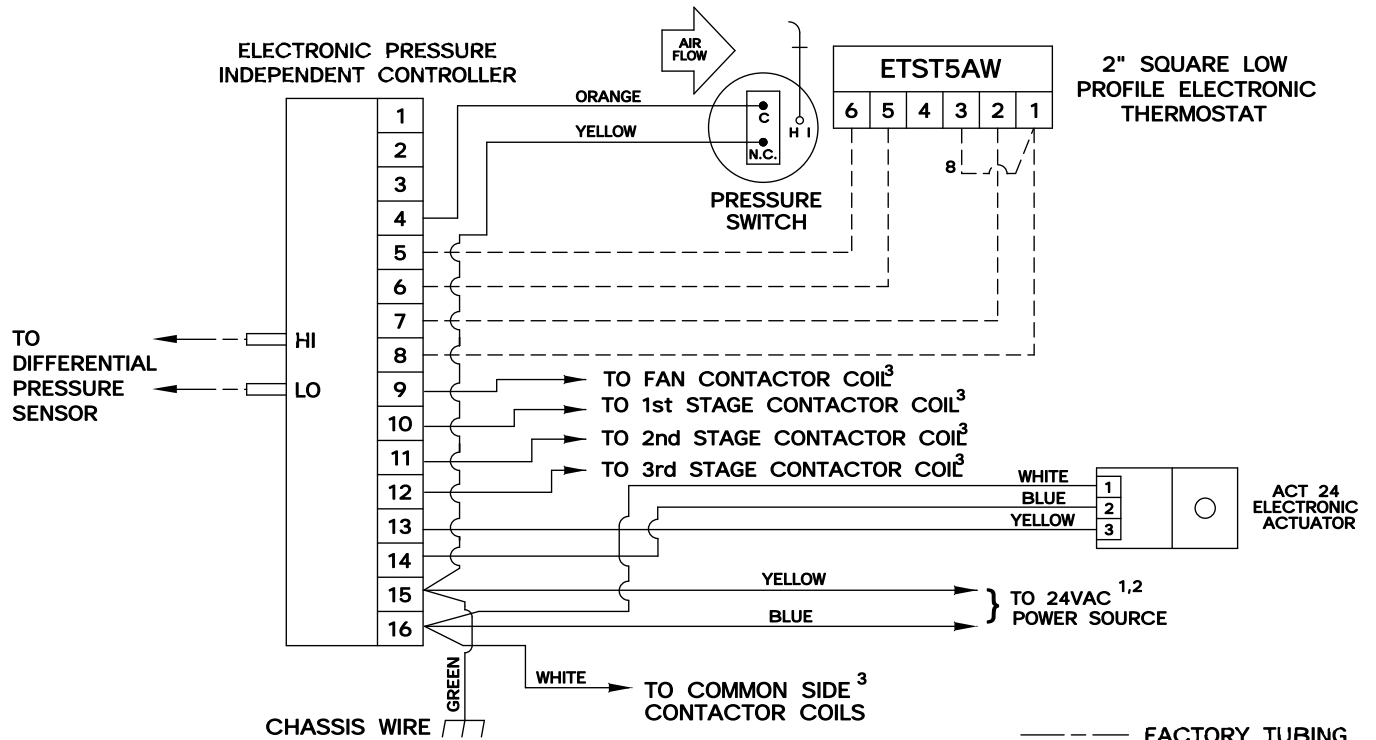 ELECTRONIC PRESSURE
INDEPENDENT CONTROLLER
1
2
3
4
5
6
7
8
9
10
11
12
13
14
15
16
HI
LO
TO
DIFFERENTIAL
PRESSURE
SENSOR
ORANGE
YELLOW
AIR
FLOW
C
N.C.
H I
PRESSURE
SWITCH
ETST5AW
6 5 4 3 2 1
8
2" SQUARE LOW
PROFILE ELECTRONIC
THERMOSTAT
TO FAN CONTACTOR COIL3
TO 1st STAGE CONTACTOR COIL3
TO 2nd STAGE CONTACTOR COIL3
TO 3rd STAGE CONTACTOR COIL3
WHITE
BLUE
YELLOW
1
2
3
ACT 24
ELECTRONIC
ACTUATOR
YELLOW
BLUE
} TO 24VAC 1,2
POWER SOURCE
GREEN
WHITE
TO COMMON SIDE 3
CONTACTOR COILS
CHASSIS WIRE
FACTORY TUBING